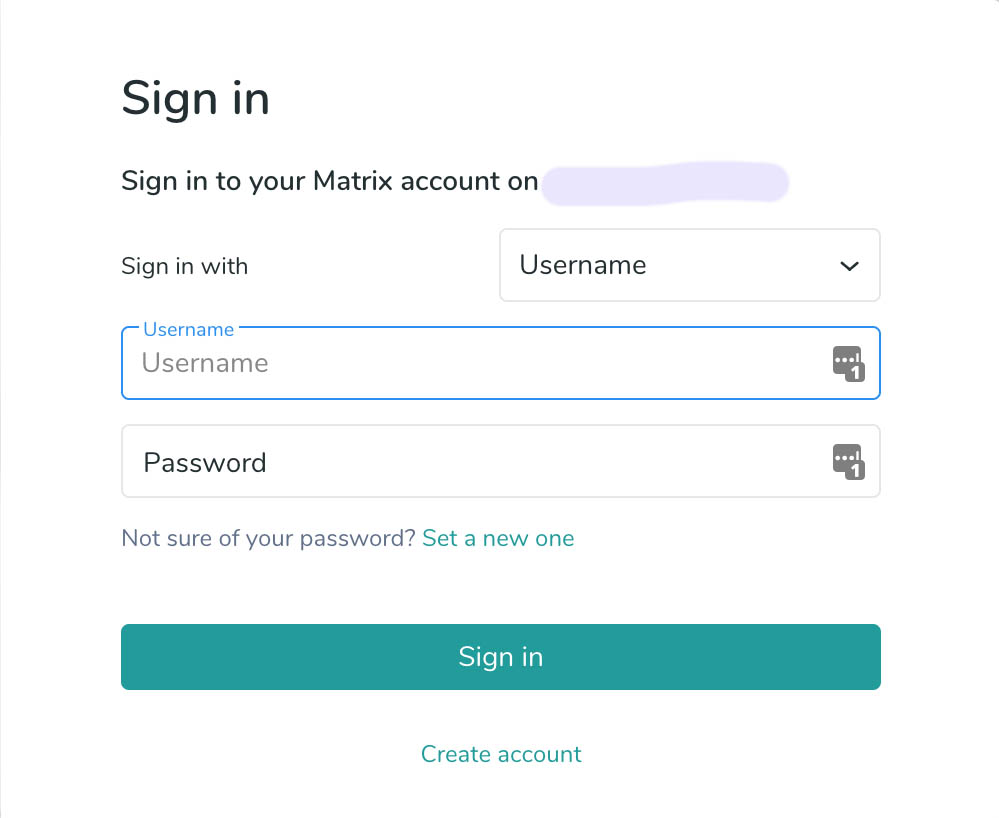 Sign in
Sign in to your Matrix account on
Sign in with Username
Username
Username
Password
Not sure of your password? Set a new one
Sign in
Create account